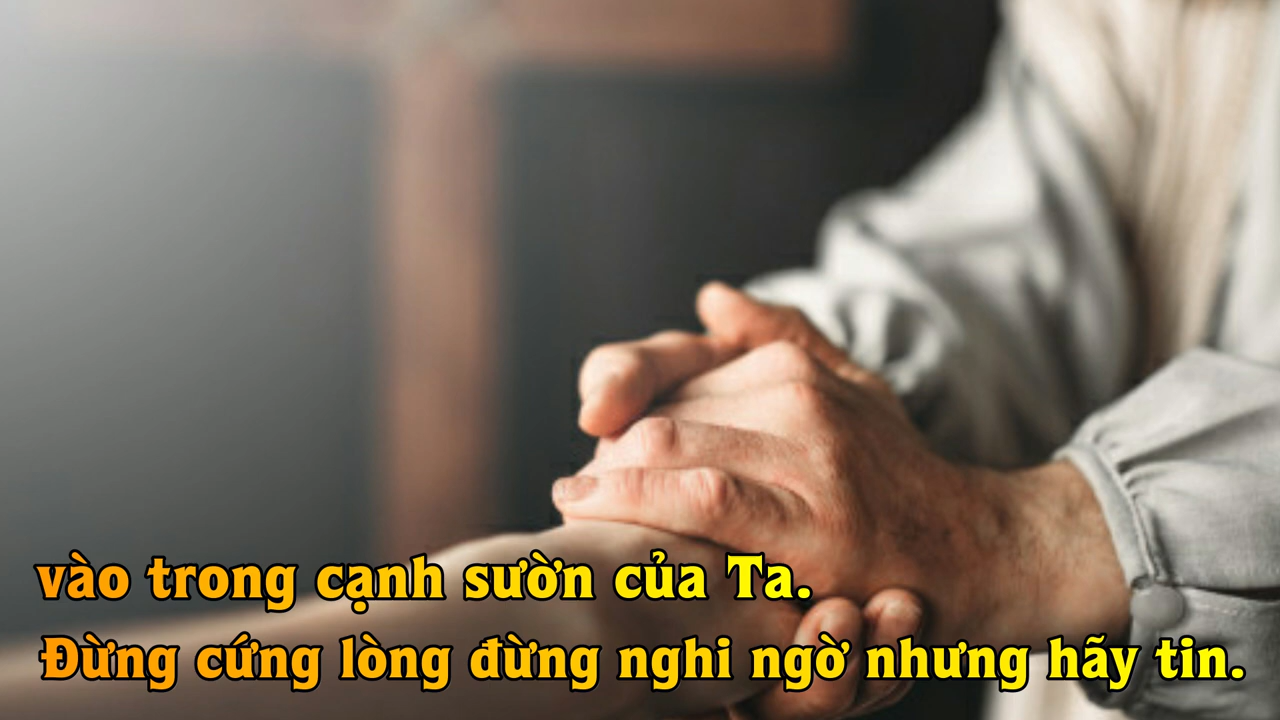 vào trong cạnh sườn của Ta.
Đừng cứng lòng đừng nghi ngờ nhưng hãy tin.